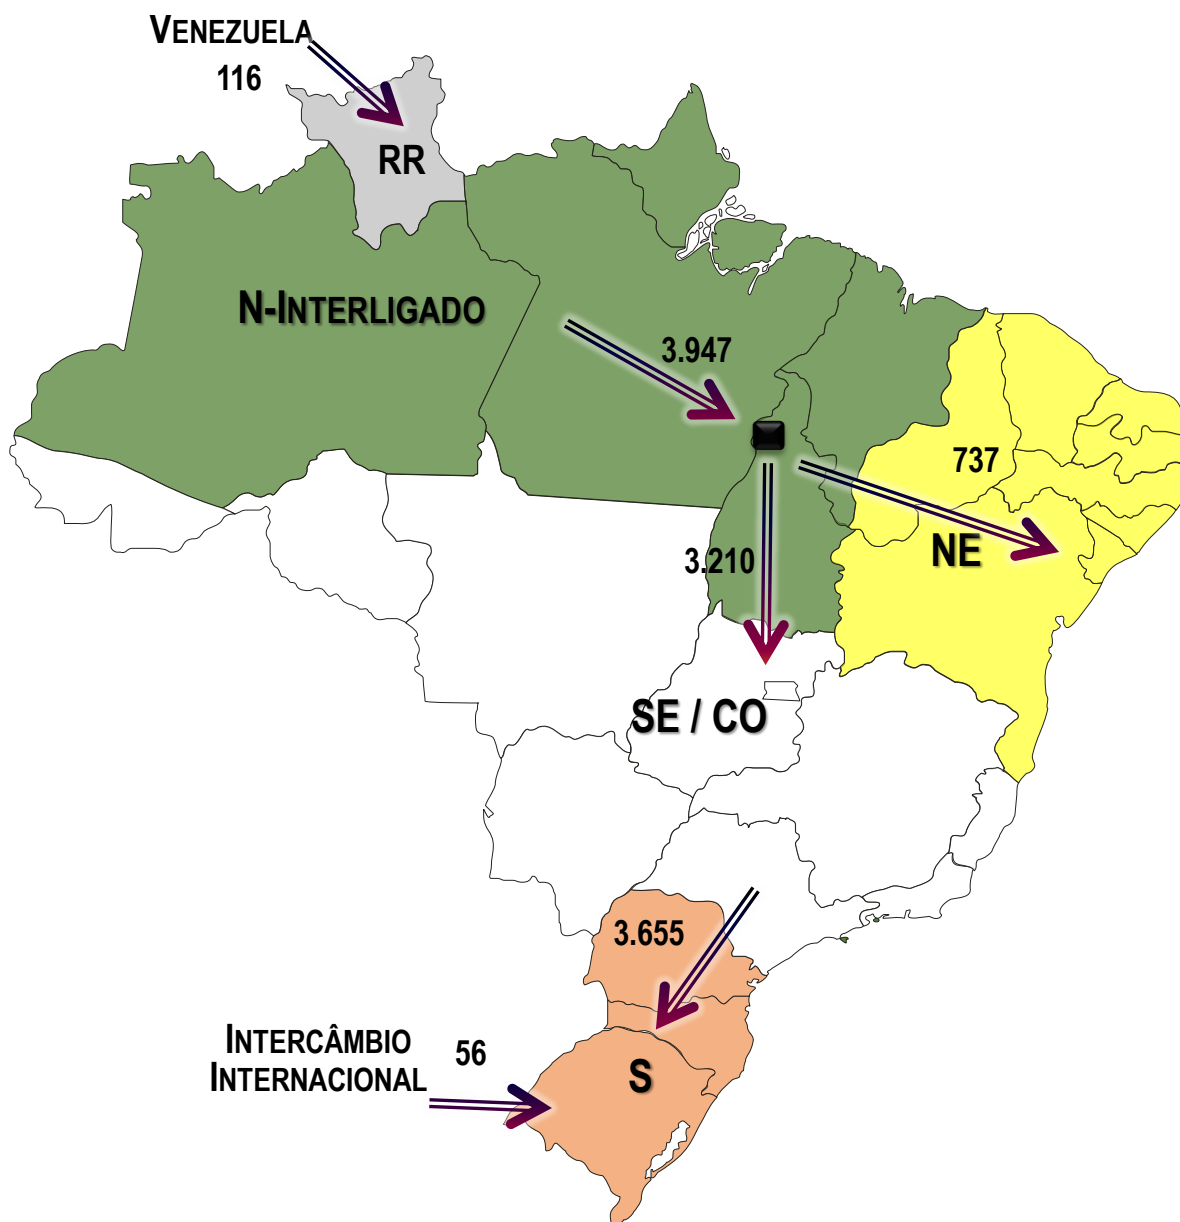 VENEZUELA
116
RR
N-INTERLIGADO
3.947
737
NE
3.210
SE / CO
3.655
INTERCÂMBIO
INTERNACIONAL
56
S